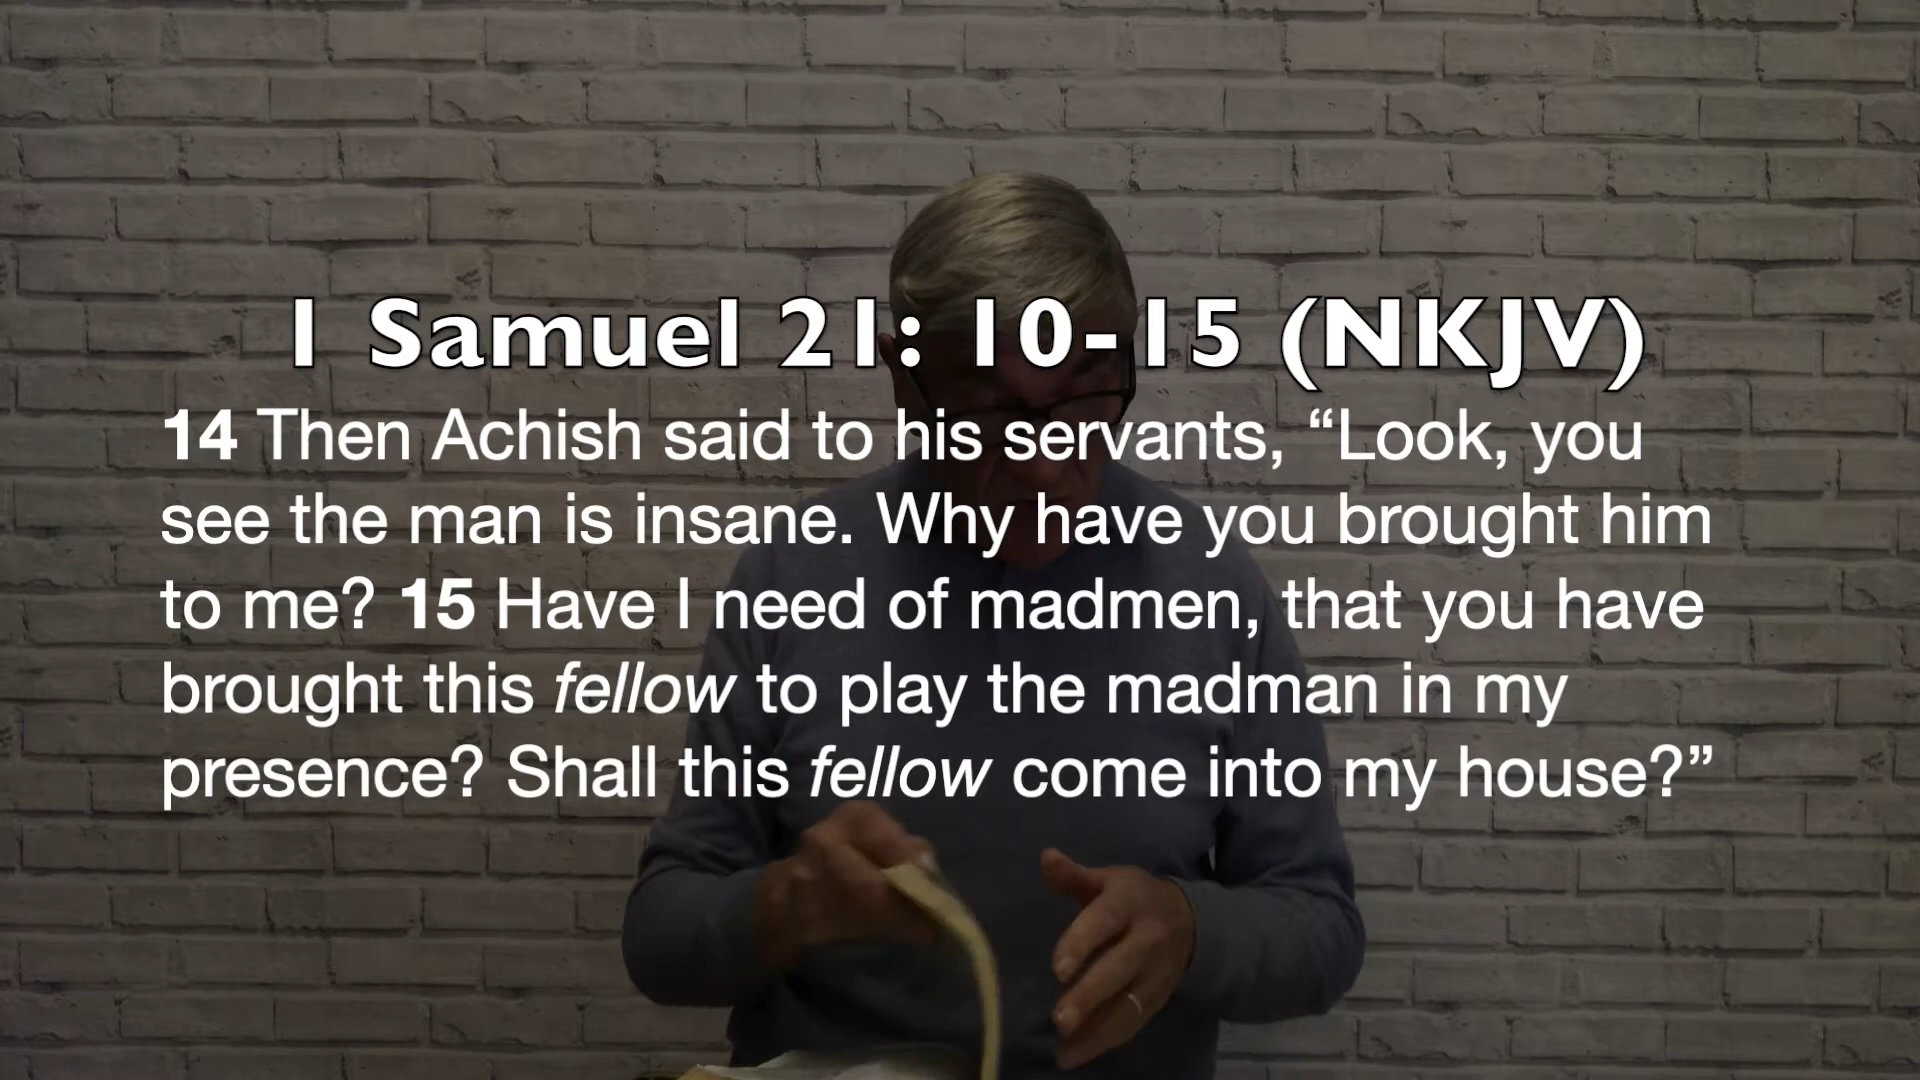 1 Samuel 21: 10-15 (NKJV)
14 Then Achish said to his servants, “Look, you
see the man is insane. Why have you brought him
to me? 15 Have I need of madmen, that you have
brought this fellow to play the madman in my
presence? Shall this fellow come into my house?”